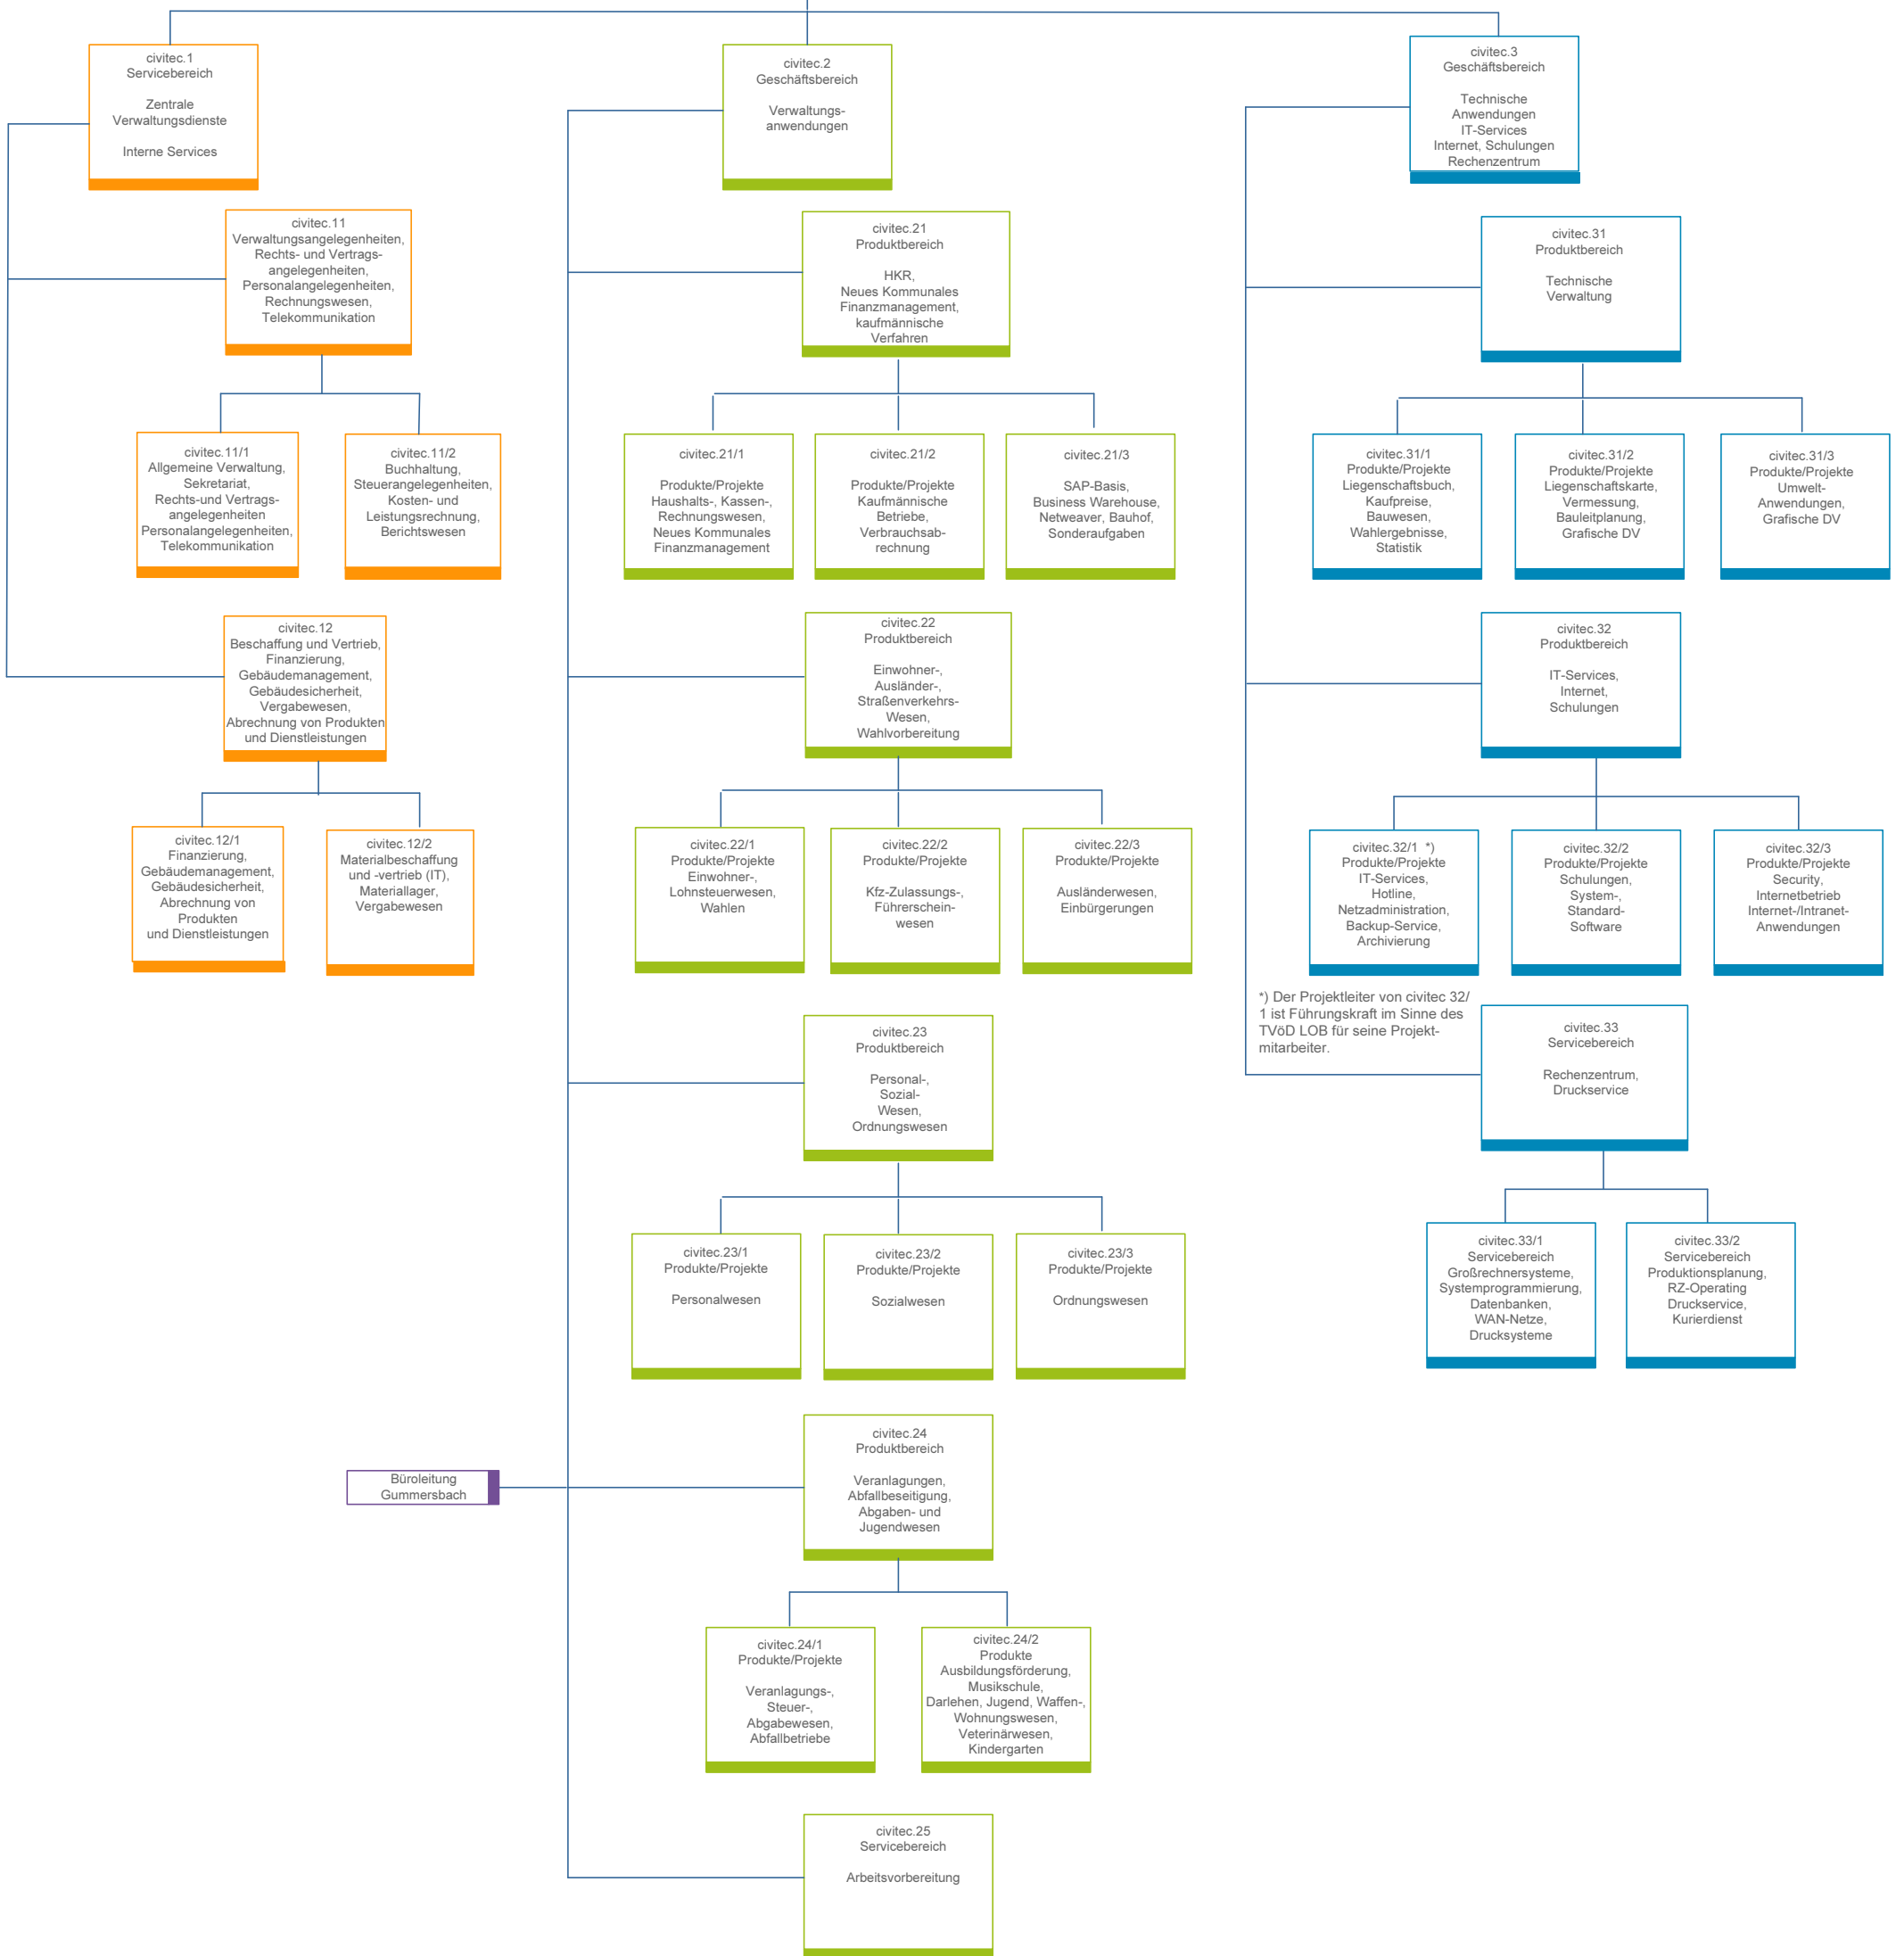 civitec.1
Servicebereich
Zentrale
Verwaltungsdienste
Interne Services
civitec.2
Geschäftsbereich
Verwaltungs-
anwendungen
civitec.3
Geschäftsbereich
Technische
Anwendungen
IT-Services
Internet, Schulungen
Rechenzentrum
civitec.11
Verwaltungsangelegenheiten,
Rechts- und Vertrags-
angelegenheiten,
Personalangelegenheiten,
Rechnungswesen,
Telekommunikation
civitec.21
Produktbereich
HKR,
Neues Kommunales
Finanzmanagement,
kaufmännische
Verfahren
civitec.31
Produktbereich
Technische
Verwaltung
civitec.11/1
Allgemeine Verwaltung,
Sekretariat,
Rechts-und Vertrags-
angelegenheiten
Personalangelegenheiten,
Telekommunikation
civitec.11/2
Buchhaltung,
Steuerangelegenheiten,
Kosten- und
Leistungsrechnung,
Berichtswesen
civitec.21/1
Produkte/Projekte
Haushalts-, Kassen-,
Rechnungswesen,
Neues Kommunales
Finanzmanagement
civitec.21/2
Produkte/Projekte
Kaufmännische
Betriebe,
Verbrauchsab-
rechnung
civitec.21/3
SAP-Basis,
Business Warehouse,
Netweaver, Bauhof,
Sonderaufgaben
civitec.31/1
Produkte/Projekte
Liegenschaftsbuch,
Kaufpreise,
Bauwesen,
Wahlergebnisse,
Statistik
civitec.31/2
Produkte/Projekte
Liegenschaftskarte,
Vermessung,
Bauleitplanung,
Grafische DV
civitec.31/3
Produkte/Projekte
Umwelt-
Anwendungen,
Grafische DV
civitec.12
Beschaffung und Vertrieb,
Finanzierung,
Gebäudemanagement,
Gebäudesicherheit,
Vergabewesen,
Abrechnung von Produkten
und Dienstleistungen
civitec.22
Produktbereich
Einwohner-,
Ausländer-,
Straßenverkehrs-
Wesen,
Wahlvorbereitung
civitec.32
Produktbereich
IT-Services,
Internet,
Schulungen
civitec.12/1
Finanzierung,
Gebäudemanagement,
Gebäudesicherheit,
Abrechnung von
Produkten
und Dienstleistungen
civitec.12/2
Materialbeschaffung
und -vertrieb (IT),
Materiallager,
Vergabewesen
civitec.22/1
Produkte/Projekte
Einwohner-,
Lohnsteuerwesen,
Wahlen
civitec.22/2
Produkte/Projekte
Kfz-Zulassungs-,
Führerschein-
wesen
civitec.22/3
Produkte/Projekte
Ausländerwesen,
Einbürgerungen
civitec.32/1 *)
Produkte/Projekte
IT-Services,
Hotline,
Netzadministration,
Backup-Service,
Archivierung
civitec.32/2
Produkte/Projekte
Schulungen,
System-,
Standard-
Software
civitec.32/3
Produkte/Projekte
Security,
Internetbetrieb
Internet-/Intranet-
Anwendungen
*) Der Projektleiter von civitec 32/
1 ist Führungskraft im Sinne des
TVöD LOB für seine Projekt-
mitarbeiter.
civitec.23
Produktbereich
Personal-,
Sozial-
Wesen,
Ordnungswesen
civitec.33
Servicebereich
Rechenzentrum,
Druckservice
civitec.23/1
Produkte/Projekte
Personalwesen
civitec.23/2
Produkte/Projekte
Sozialwesen
civitec.23/3
Produkte/Projekte
Ordnungswesen
civitec.33/1
Servicebereich
Großrechnersysteme,
Systemprogrammierung,
Datenbanken,
WAN-Netze,
Drucksysteme
civitec.33/2
Servicebereich
Produktionsplanung,
RZ-Operating
Druckservice,
Kurierdienst
Büroleitung
Gummersbach
civitec.24
Produktbereich
Veranlagungen,
Abfallbeseitigung,
Abgaben- und
Jugendwesen
civitec.24/1
Produkte/Projekte
Veranlagungs-,
Steuer-,
Abgabewesen,
Abfallbetriebe
civitec.24/2
Produkte
Ausbildungsförderung,
Musikschule,
Darlehen, Jugend, Waffen-,
Wohnungswesen,
Veterinärwesen,
Kindergarten
civitec.25
Servicebereich
Arbeitsvorbereitung